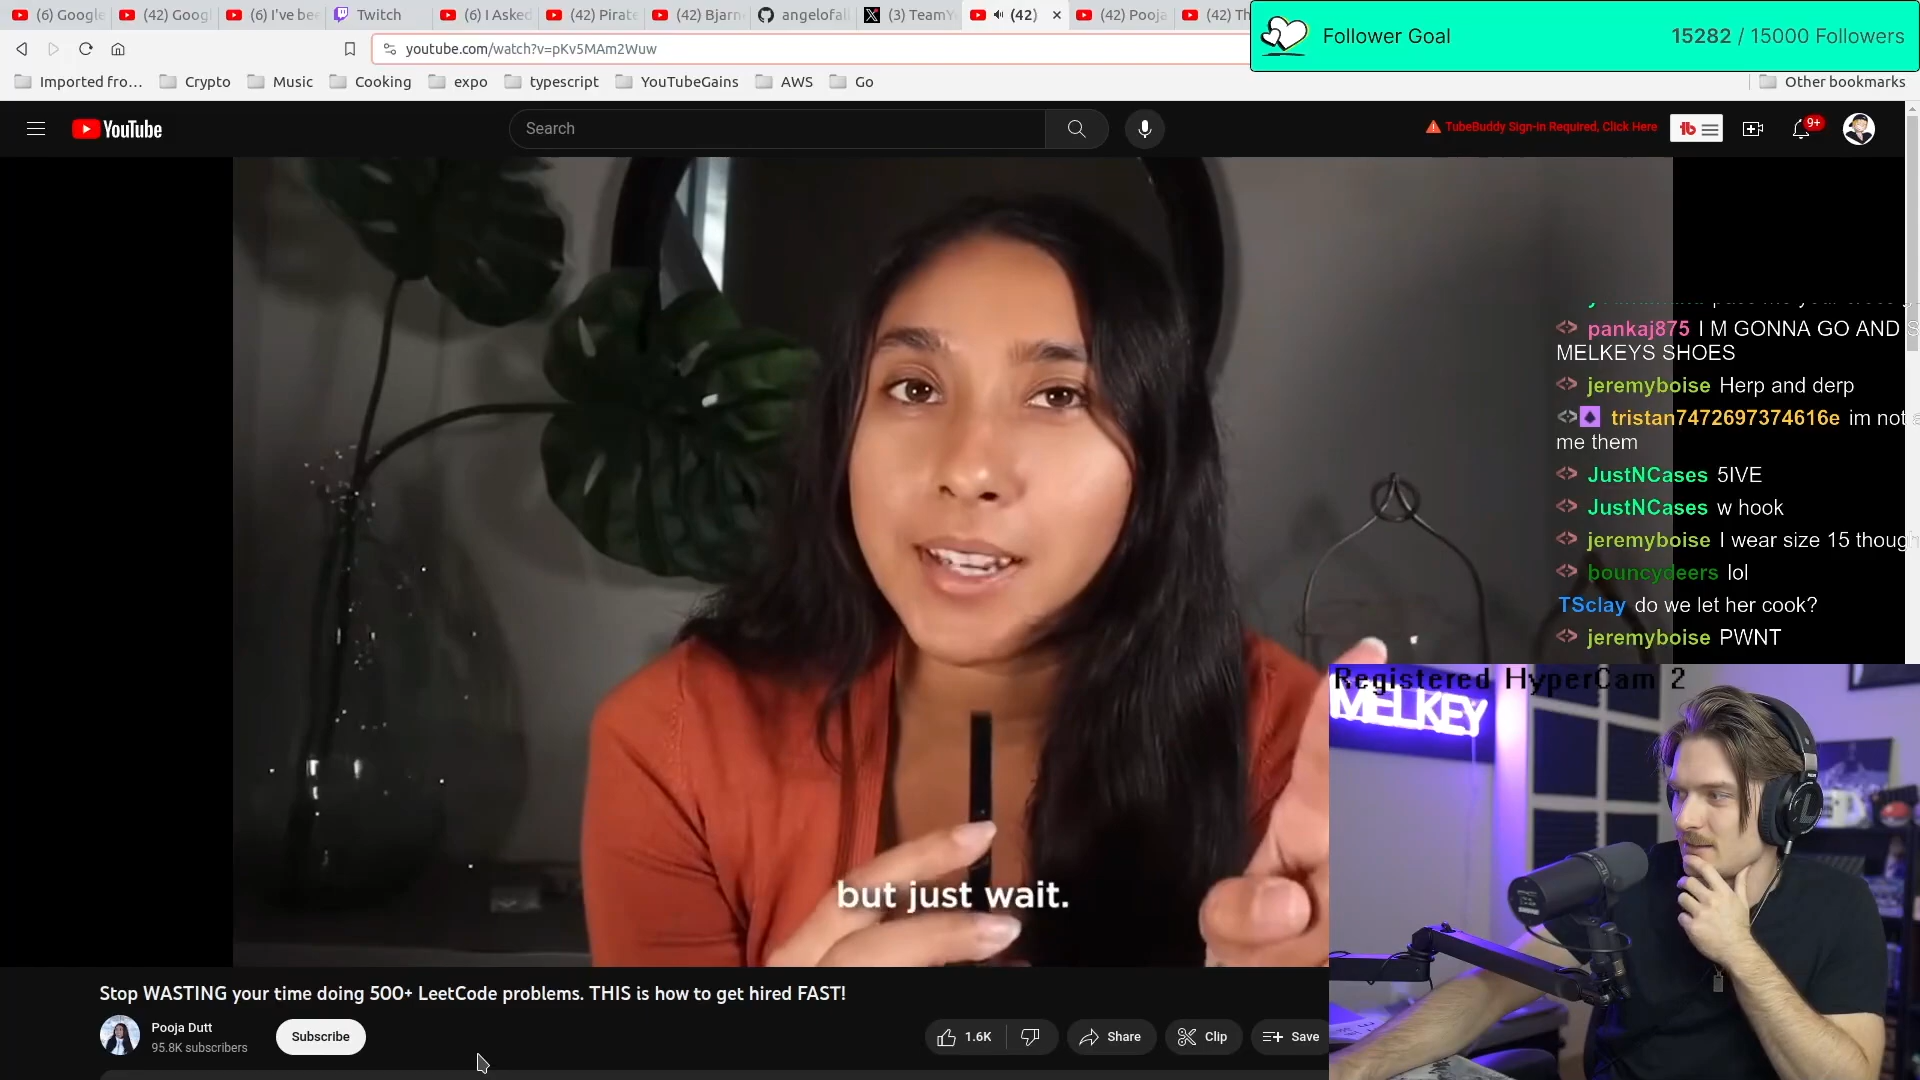 (6) Google
(42) Googl
(6) I've bee
Twitch
(6) I Asked
(42) Pirate
(42) Bjarn
angelofal
(3) TeamY
(42)
(42) Pooja
(42) Th
youtube.com/watch?v=pKv5MAm2Wuw
Follower Goal
15282 / 15000 Followers
Imported fro...
Crypto
Music
Cooking
expo
typescript
YouTubeGains
AWS
Go
Other bookmarks
YouTube
Search
TubeBuddy Sign-In Required, Click Here
tb
9+
pankaj875 I M GONNA GO AND S
MELKEYS SHOES
jeremyboise Herp and derp
tristan7472697374616e im not a
me them
JustNCases 5IVE
JustNCases w hook
jeremyboise I wear size 15 thoug
bouncydeers lol
TSclay do we let her cook?
jeremyboise PWNT
Registered HyperCam 2
MELKEY
but just wait.
Stop WASTING your time doing 500+ LeetCode problems. THIS is how to get hired FAST!
Pooja Dutt
95.8K subscribers
Subscribe
1.6K
Share
Clip
Save